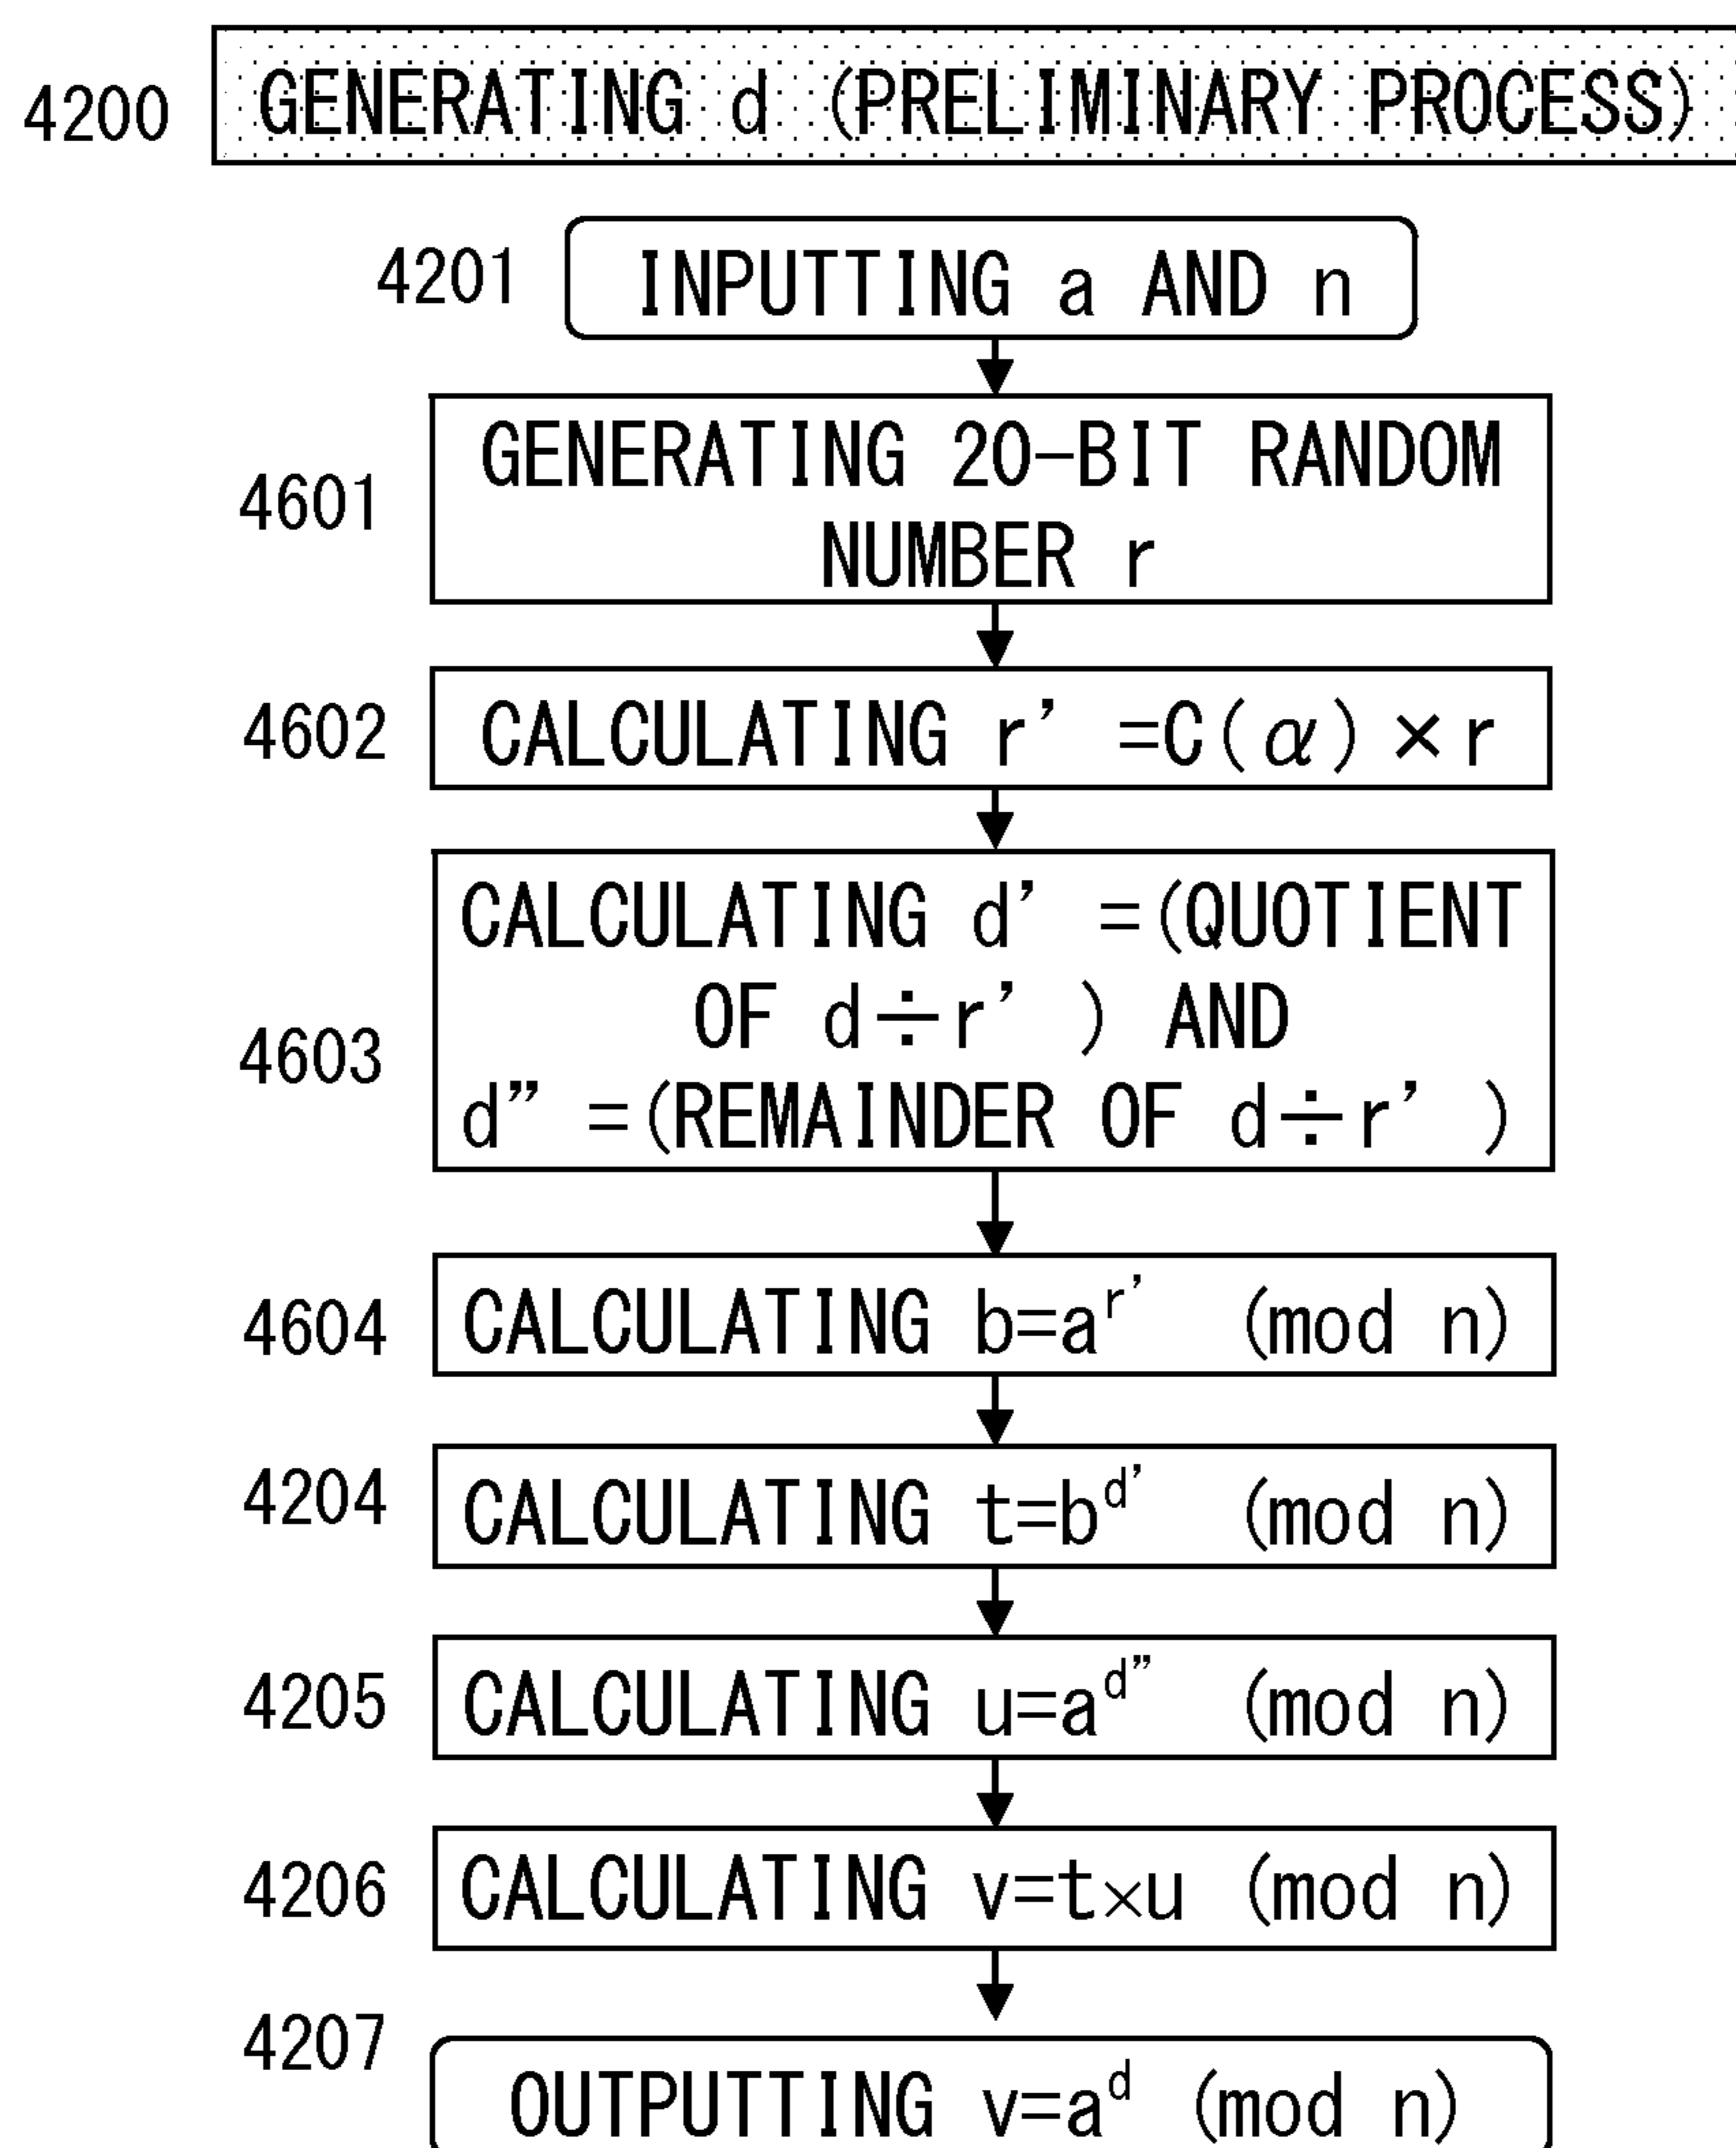 4200 GENERATING d (PRELIMINARY PROCESS)
4201 INPUTTING a AND n
4601 GENERATING 20-BIT RANDOM
NUMBER r
4602 CALCULATING r' =C(α)×r
CALCULATING d' =(QUOTIENT
OF d÷r' ) AND
4603
d” =(REMAINDER OF d÷r' )
4604 CALCULATING b=a^r' (mod n)
4204 CALCULATING t=b^d' (mod n)
4205 CALCULATING u=a^d” (mod n)
4206 CALCULATING v=t×u (mod n)
4207
OUTPUTTING v=a^d (mod n)